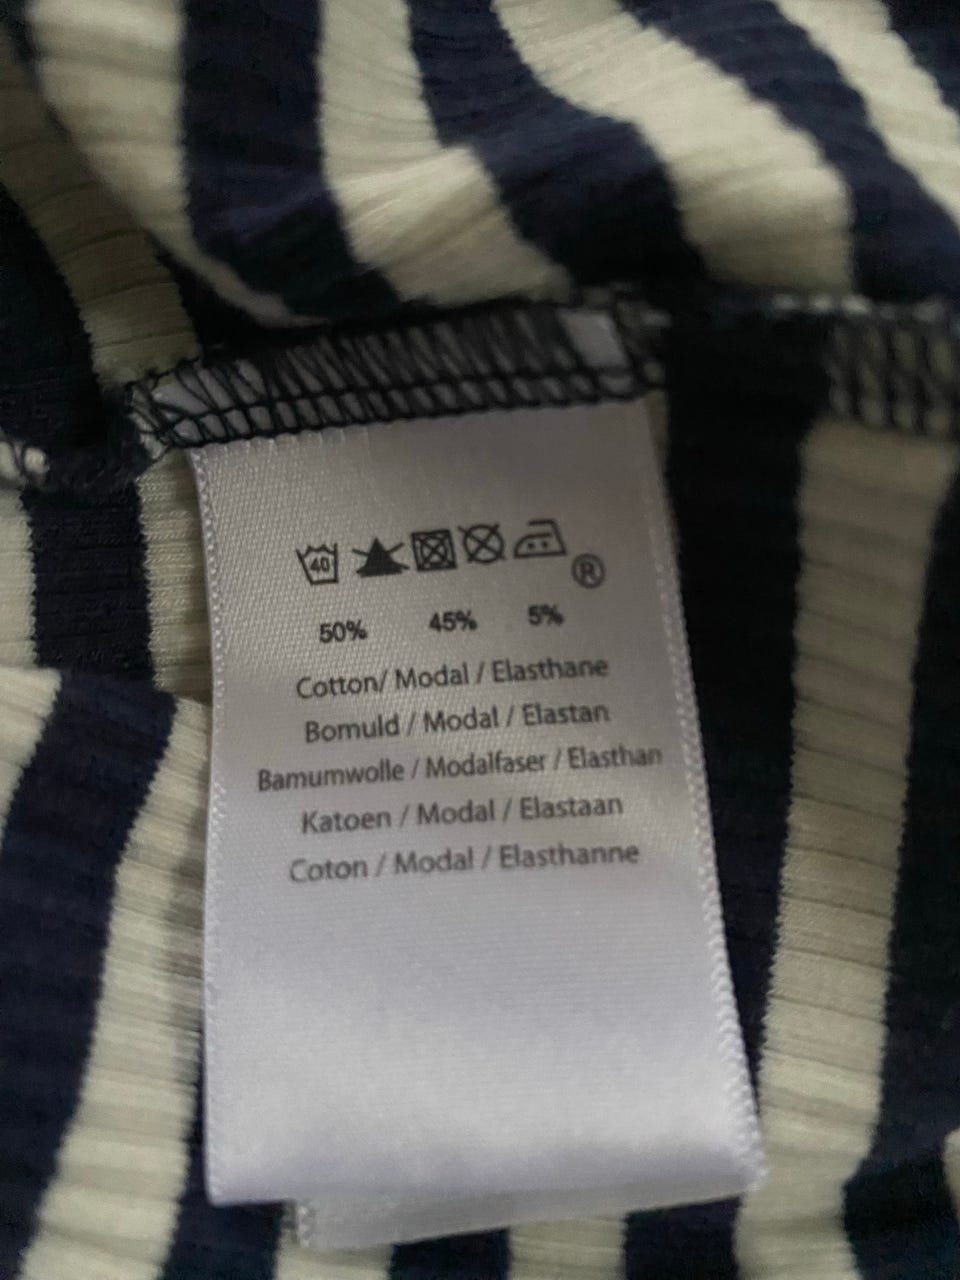 40
®
50% 45% 5%
Cotton/ Modal / Elasthane
Bomuld / Modal / Elastan
Bamumwolle / Modalfaser / Elasthan
Katoen / Modal / Elastaan
Coton / Modal / Elasthanne